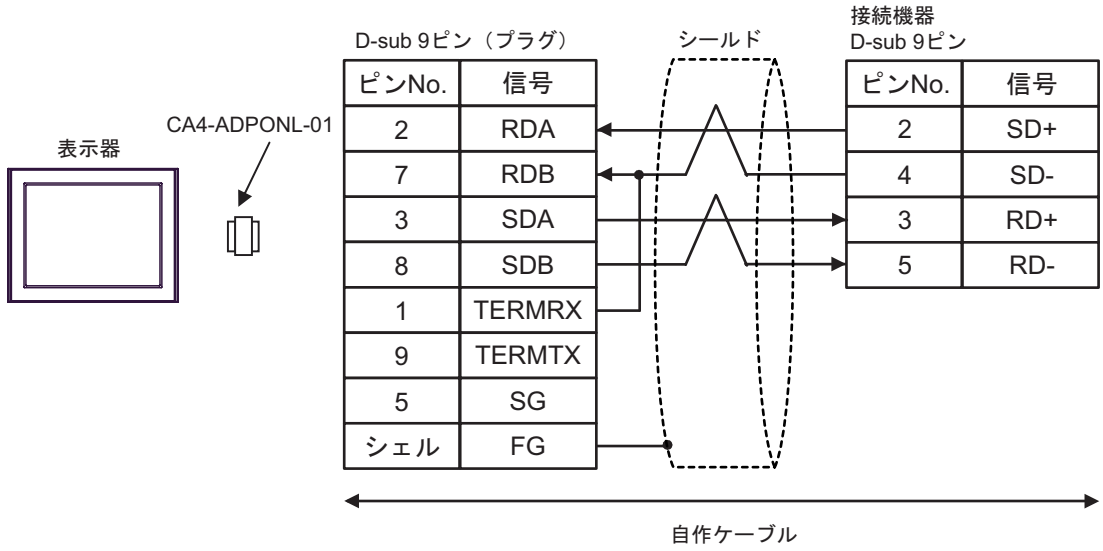 接続機器
D-sub 9ピン（プラグ） シールド D-sub 9ピン
ピンNo. 信号 ピンNo. 信号
CA4-ADPONL-01
表示器
2 RDA 2 SD+
7 RDB 4 SD-
3 SDA 3 RD+
8 SDB 5 RD-
1 TERMRX
9 TERMTX
5 SG
シェル FG
自作ケーブル